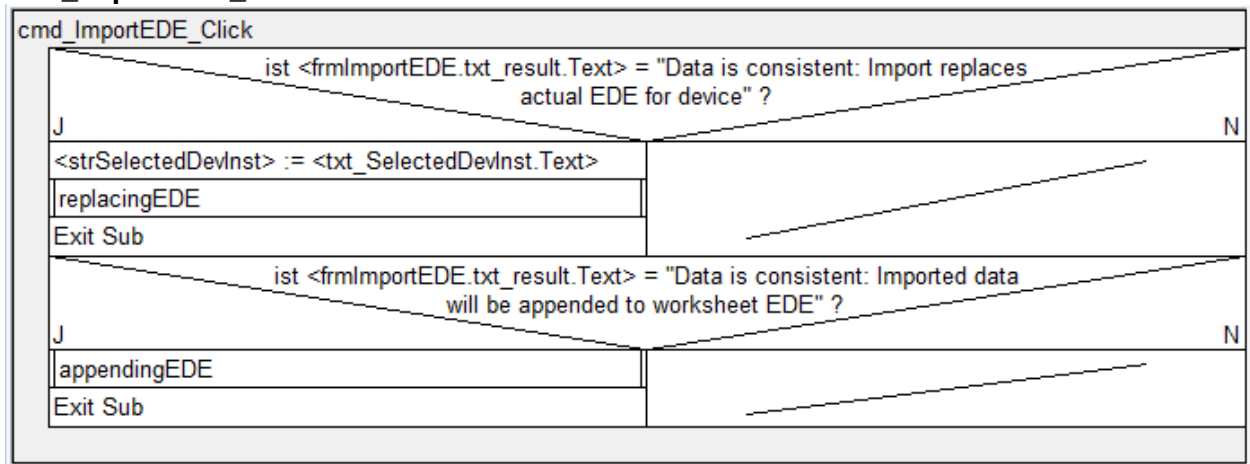 cmd_ImportEDE_Click
ist <frmImportEDE.txt_result.Text> = "Data is consistent: Import replaces
actual EDE for device" ?
J
N
<strSelectedDevInst> := <txt_SelectedDevInst.Text>
replacingEDE
Exit Sub
ist <frmImportEDE.txt_result.Text> = "Data is consistent: Imported data
will be appended to worksheet EDE" ?
J
N
appendingEDE
Exit Sub